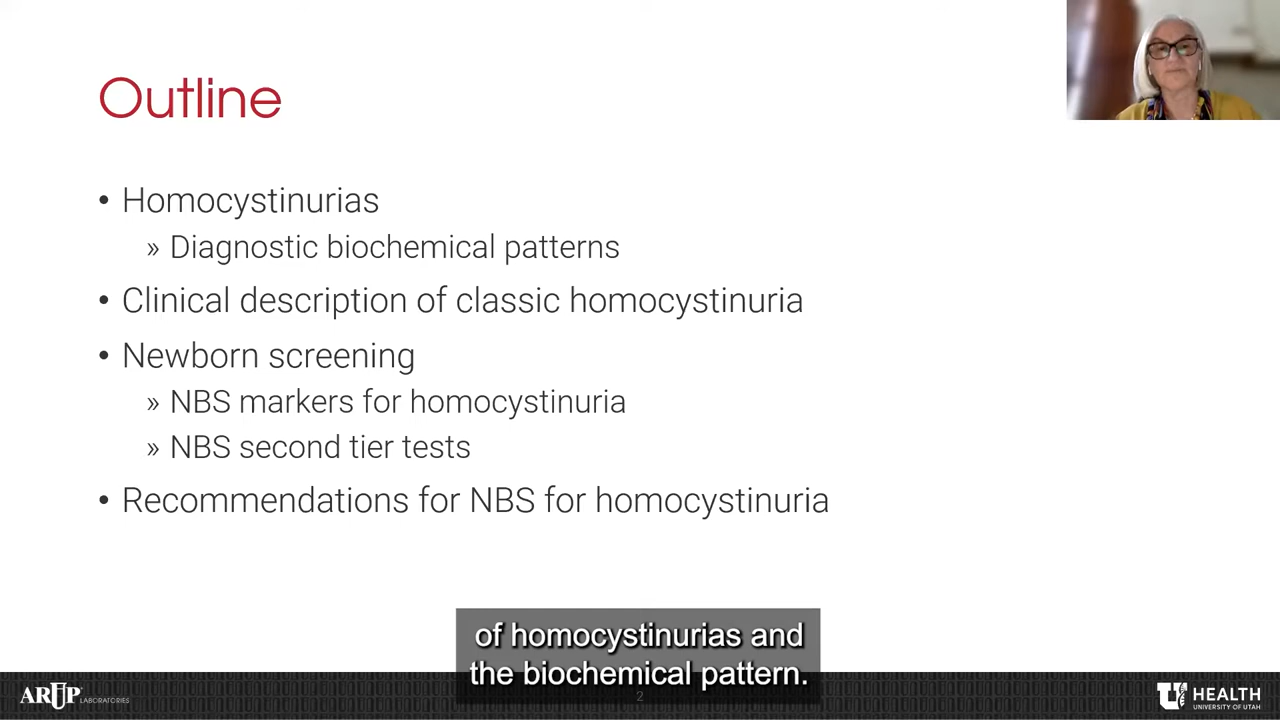 Outline
• Homocystinurias
» Diagnostic biochemical patterns
• Clinical description of classic homocystinuria
• Newborn screening
» NBS markers for homocystinuria
» NBS second tier tests
• Recommendations for NBS for homocystinuria
of homocystinurias and
the biochemical pattern.
ARUP LABORATORIES
2
U HEALTH
UNIVERSITY OF UTAH